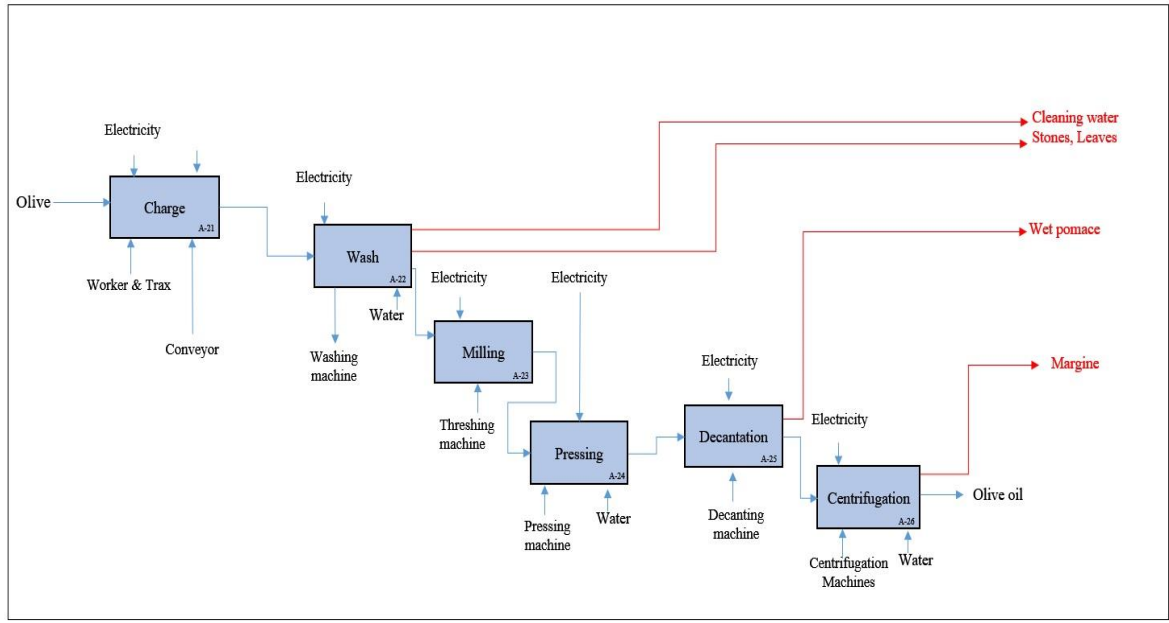 Cleaning water
Stones, Leaves
Electricity
Electricity
Olive
Charge
A-21
Wet pomace
Wash
A-22
Worker & Trax
Electricity
Electricity
Water
Conveyor
Washing
machine
Milling
A-23
Electricity
Margine
Threshing
machine
Electricity
Pressing
A-24
Decantation
A-25
Centrifugation
A-26
Olive oil
Pressing
machine
Water
Decanting
machine
Centrifugation
Machines
Water